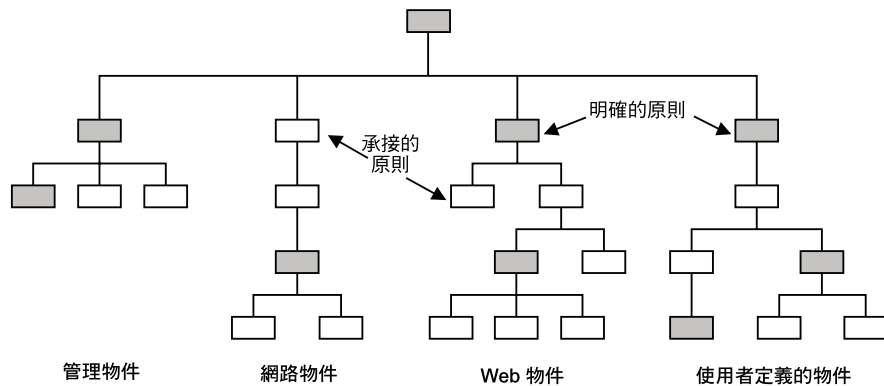 明確的原則
承接的
原則
管理物件
網路物件
Web 物件
使用者定義的物件